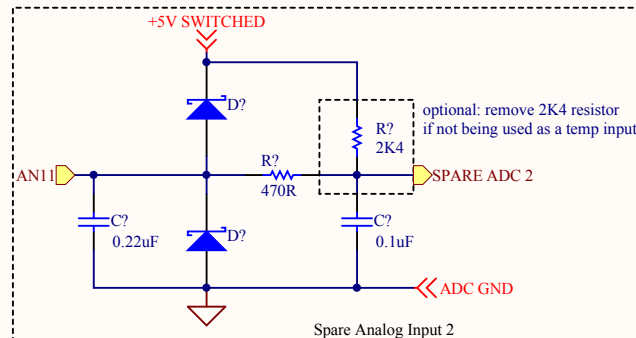 +5V SWITCHED
D?
optional: remove 2K4 resistor
if not being used as a temp input
R?
2K4
R?
470R
AN11
SPARE ADC 2
C?
0.22uF
D?
C?
0.1uF
ADC GND
Spare Analog Input 2